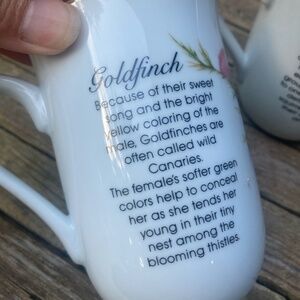 Goldfinch
Because of their sweet
song and the bright
yellow coloring of the
male, Goldfinches are
often called wild
Canaries.
The female's softer green
colors help to conceal
her as she tends her
young in their tiny
nest among the
blooming thistles.